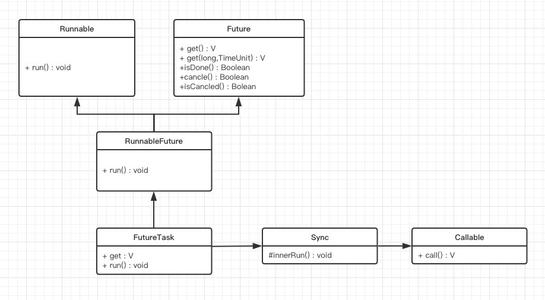 Runnable
+ run() : void
Future
+ get() : V
+ get(long,TimeUnit) : V
+isDone() : Boolean
+cancle() : Boolean
+isCancled() : Bolean
RunnableFuture
+ run() : void
FutureTask
+ get : V
+ run() : void
Sync
#innerRun() : void
Callable
+ call() : V